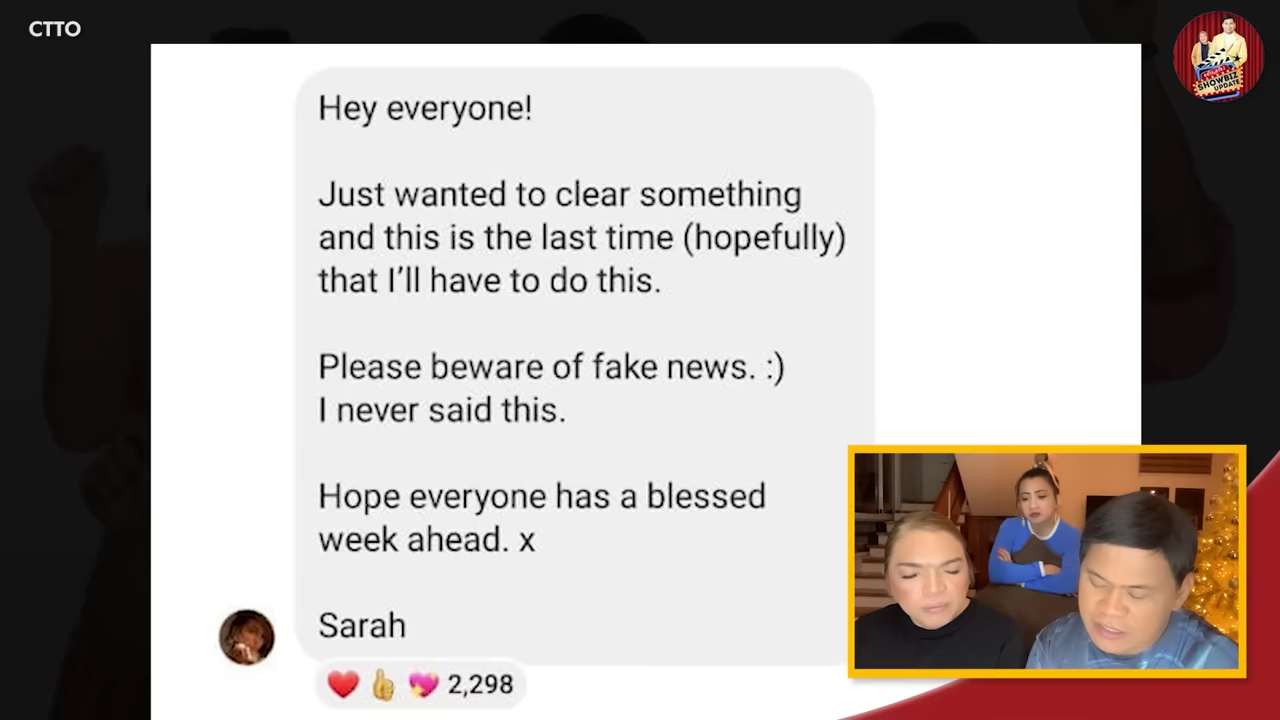 CTTO
SHOWBIZ
UPDATE
Hey everyone!
Just wanted to clear something
and this is the last time (hopefully)
that I’ll have to do this.
Please beware of fake news. :)
I never said this.
Hope everyone has a blessed
week ahead. x
Sarah
❤️ 👍 💖 2,298